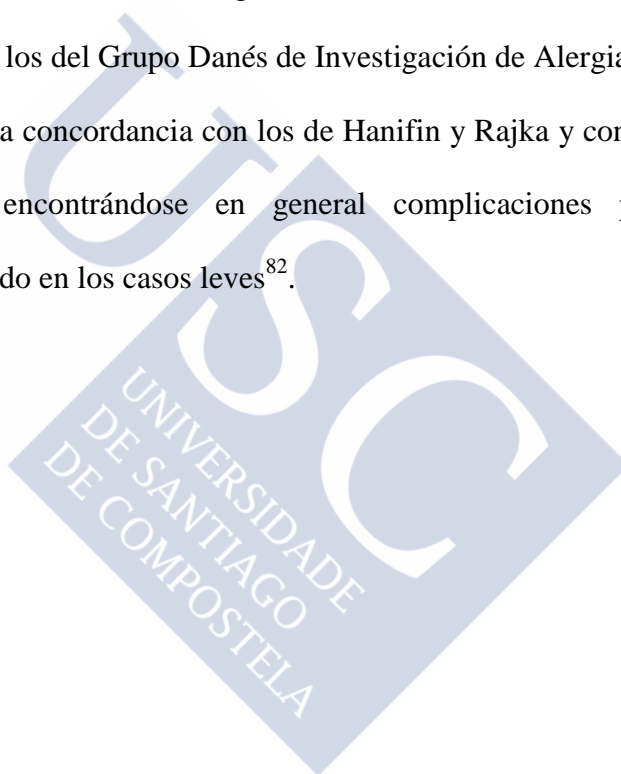 los del Grupo Danés de Investigación de Alergia
a concordancia con los de Hanifin y Rajka y con
encontrándose en general complicaciones
do en los casos leves⁸².
USC
UNIVERSIDADE
DE SANTIAGO
DE COMPOSTELA